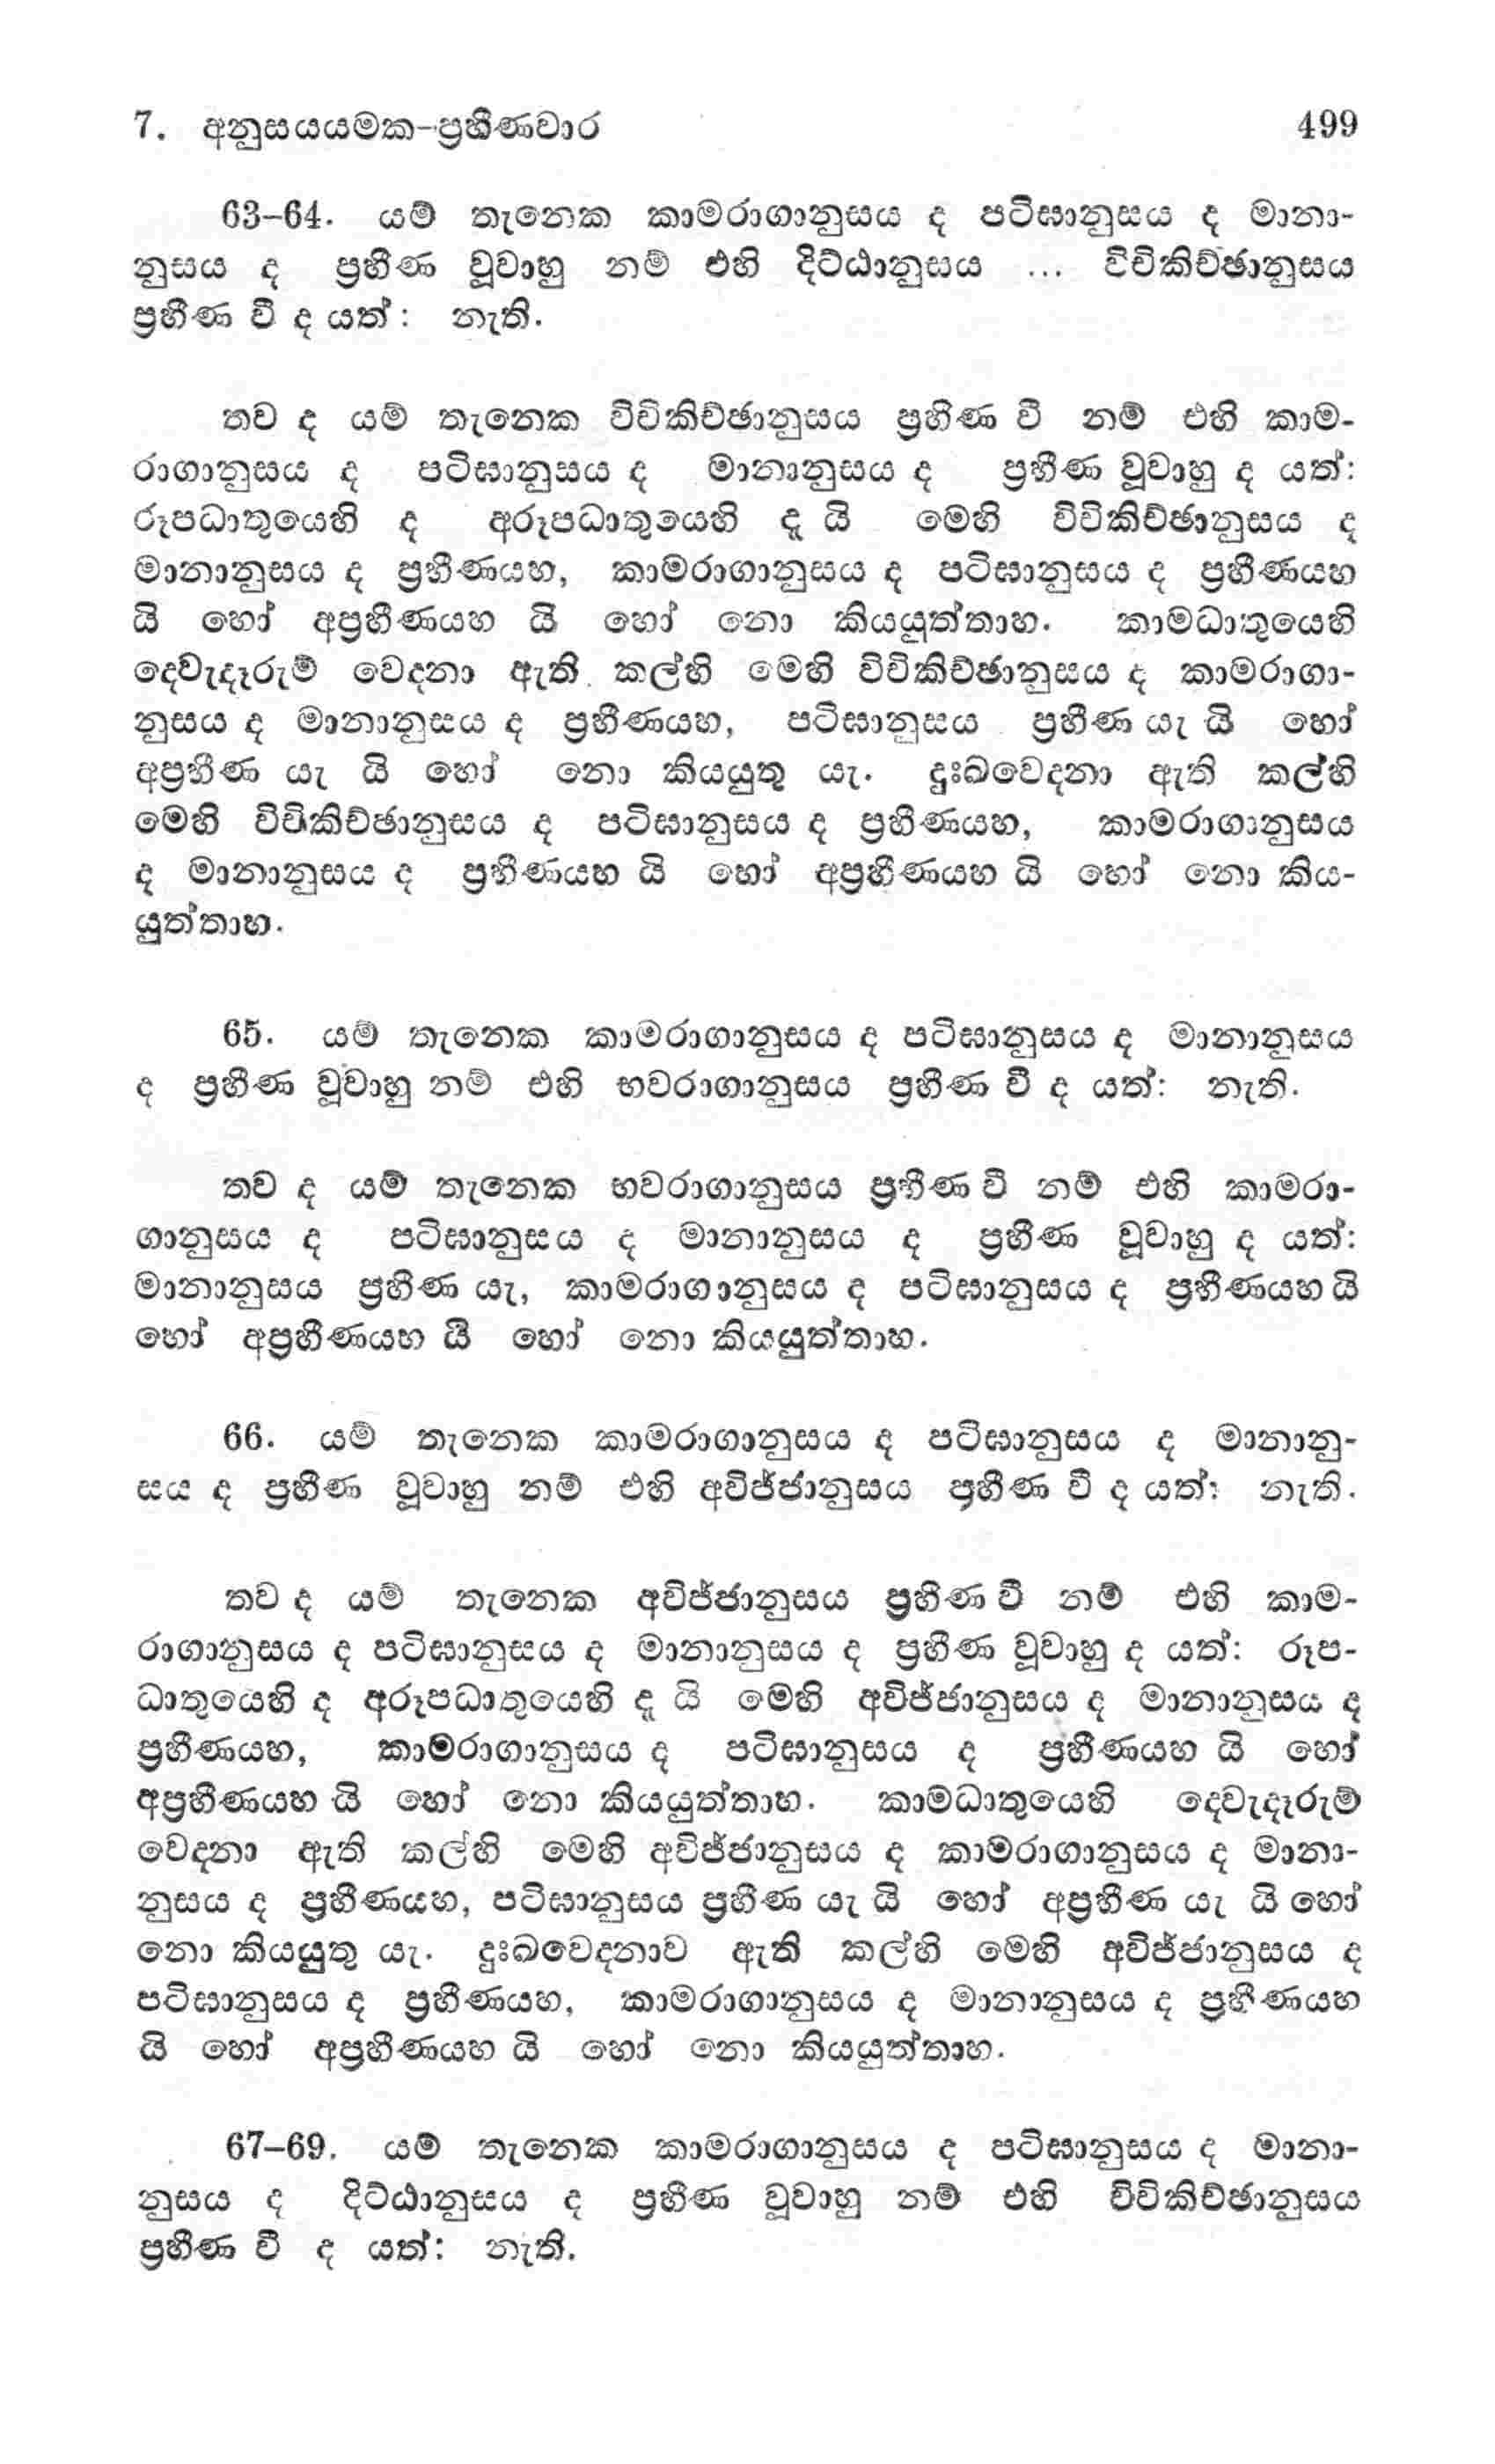 7. අනුසයයමක-ප්‍රහීණවාර 499
63-64. යම් තැනෙක කාමරාගානුසය ද පටිඝානුසය ද මානා-
නුසය ද ප්‍රහීණ වූවාහු නම් එහි දිට්ඨානුසය ... විචිකිච්ඡානුසය
ප්‍රහීණ වී ද යත්: නැති.
තව ද යම් තැනෙක විචිකිච්ඡානුසය ප්‍රහීණ වී නම් එහි කාම-
රාගානුසය ද පටිඝානුසය ද මානානුසය ද ප්‍රහීණ වූවාහු ද යත්:
රූපධාතුයෙහි ද අරූපධාතුයෙහි දැ යි මෙහි විචිකිච්ඡානුසය ද
මානානුසය ද ප්‍රහීණයහ, කාමරාගානුසය ද පටිඝානුසය ද ප්‍රහීණයහ
යි හෝ අප්‍රහීණයහ යි හෝ නො කියයුත්තාහ. කාමධාතුයෙහි
දෙවැදෑරුම් වෙදනා ඇති කල්හි මෙහි විචිකිච්ඡානුසය ද කාමරාගා-
නුසය ද මානානුසය ද ප්‍රහීණයහ, පටිඝානුසය ප්‍රහීණ යැ යි හෝ
අප්‍රහීණ යැ යි හෝ නො කියයුතු යැ. දුඃඛවෙදනා ඇති කල්හි
මෙහි විචිකිච්ඡානුසය ද පටිඝානුසය ද ප්‍රහීණයහ, කාමරාගානුසය
ද මානානුසය ද ප්‍රහීණයහ යි හෝ අප්‍රහීණයහ යි හෝ නො කිය-
යුත්තාහ.
65. යම් තැනෙක කාමරාගානුසය ද පටිඝානුසය ද මානානුසය
ද ප්‍රහීණ වූවාහු නම් එහි භවරාගානුසය ප්‍රහීණ වී ද යත්: නැති.
තව ද යම් තැනෙක භවරාගානුසය ප්‍රහීණ වී නම් එහි කාමරා-
ගානුසය ද පටිඝානුසය ද මානානුසය ද ප්‍රහීණ වූවාහු ද යත්:
මානානුසය ප්‍රහීණ යැ, කාමරාගානුසය ද පටිඝානුසය ද ප්‍රහීණයහ යි
හෝ අප්‍රහීණයහ යි හෝ නො කියයුත්තාහ.
66. යම් තැනෙක කාමරාගානුසය ද පටිඝානුසය ද මානානු-
සය ද ප්‍රහීණ වූවාහු නම් එහි අවිජ්ජානුසය ප්‍රහීණ වී ද යත්: නැති.
තව ද යම් තැනෙක අවිජ්ජානුසය ප්‍රහීණ වී නම් එහි කාම-
රාගානුසය ද පටිඝානුසය ද මානානුසය ද ප්‍රහීණ වූවාහු ද යත්: රූප-
ධාතුයෙහි ද අරූපධාතුයෙහි දැ යි මෙහි අවිජ්ජානුසය ද මානානුසය ද
ප්‍රහීණයහ, කාමරාගානුසය ද පටිඝානුසය ද ප්‍රහීණයහ යි හෝ
අප්‍රහීණයහ යි හෝ නො කියයුත්තාහ. කාමධාතුයෙහි දෙවැදෑරුම්
වෙදනා ඇති කල්හි මෙහි අවිජ්ජානුසය ද කාමරාගානුසය ද මානා-
නුසය ද ප්‍රහීණයහ, පටිඝානුසය ප්‍රහීණ යැ යි හෝ අප්‍රහීණ යැ යි හෝ
නො කියයුතු යැ. දුඃඛවෙදනාව ඇති කල්හි මෙහි අවිජ්ජානුසය ද
පටිඝානුසය ද ප්‍රහීණයහ, කාමරාගානුසය ද මානානුසය ද ප්‍රහීණයහ
යි හෝ අප්‍රහීණයහ යි හෝ නො කියයුත්තාහ.
67-69. යම් තැනෙක කාමරාගානුසය ද පටිඝානුසය ද මානා-
නුසය ද දිට්ඨානුසය ද ප්‍රහීණ වූවාහු නම් එහි විචිකිච්ඡානුසය
ප්‍රහීණ වී ද යත්: නැති.